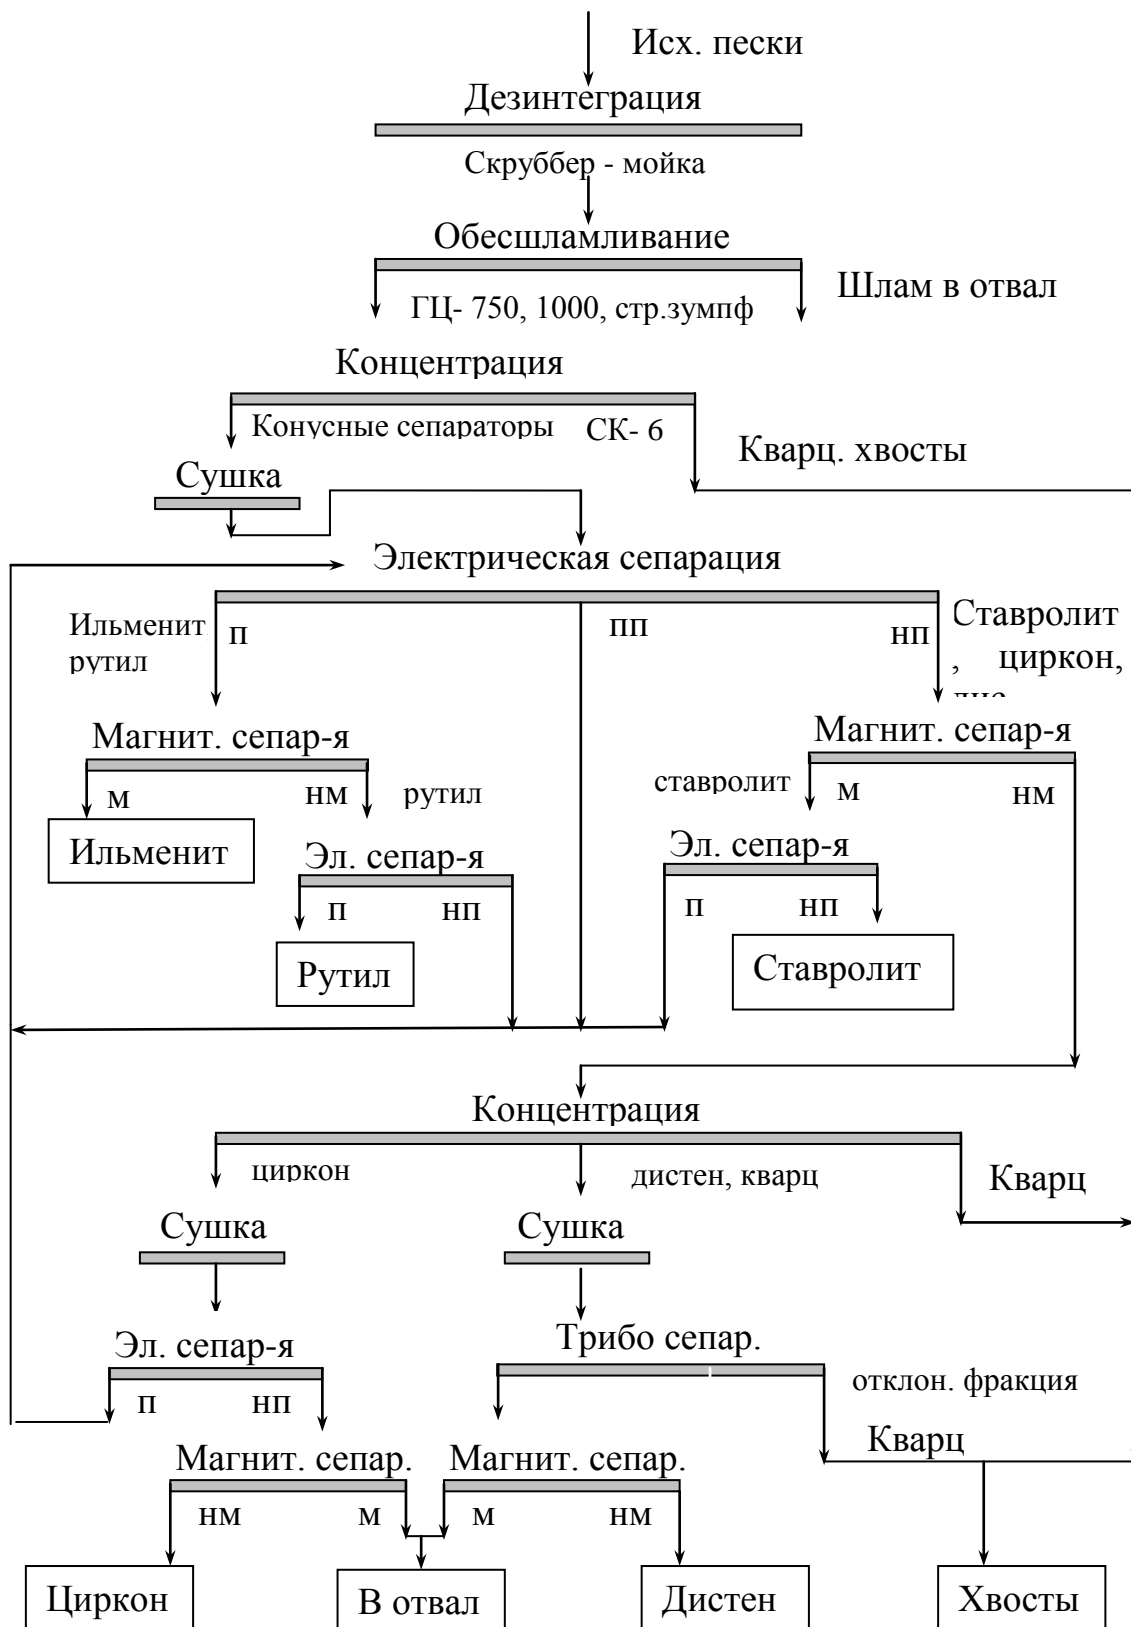 Исх. пески
Дезинтеграция
Скруббер - мойка
Обесшламливание
Шлам в отвал
ГЦ- 750, 1000, стр.зумпф
Концентрация
Конусные сепараторы СК- 6
Кварц. хвосты
Сушка
Электрическая сепарация
Ильменит
рутил
п
пп
нп
Ставролит
, циркон,
Магнит. сепар-я
Магнит. сепар-я
м
нм
рутил
ставролит
м
нм
Ильменит
Эл. сепар-я
Эл. сепар-я
п
нп
п
нп
Рутил
Ставролит
Концентрация
циркон
дистен, кварц
Кварц
Сушка
Сушка
Эл. сепар-я
Трибо сепар.
п
нп
отклон. фракция
Кварц
Магнит. сепар.
Магнит. сепар.
нм
м
м
нм
Циркон
В отвал
Дистен
Хвосты